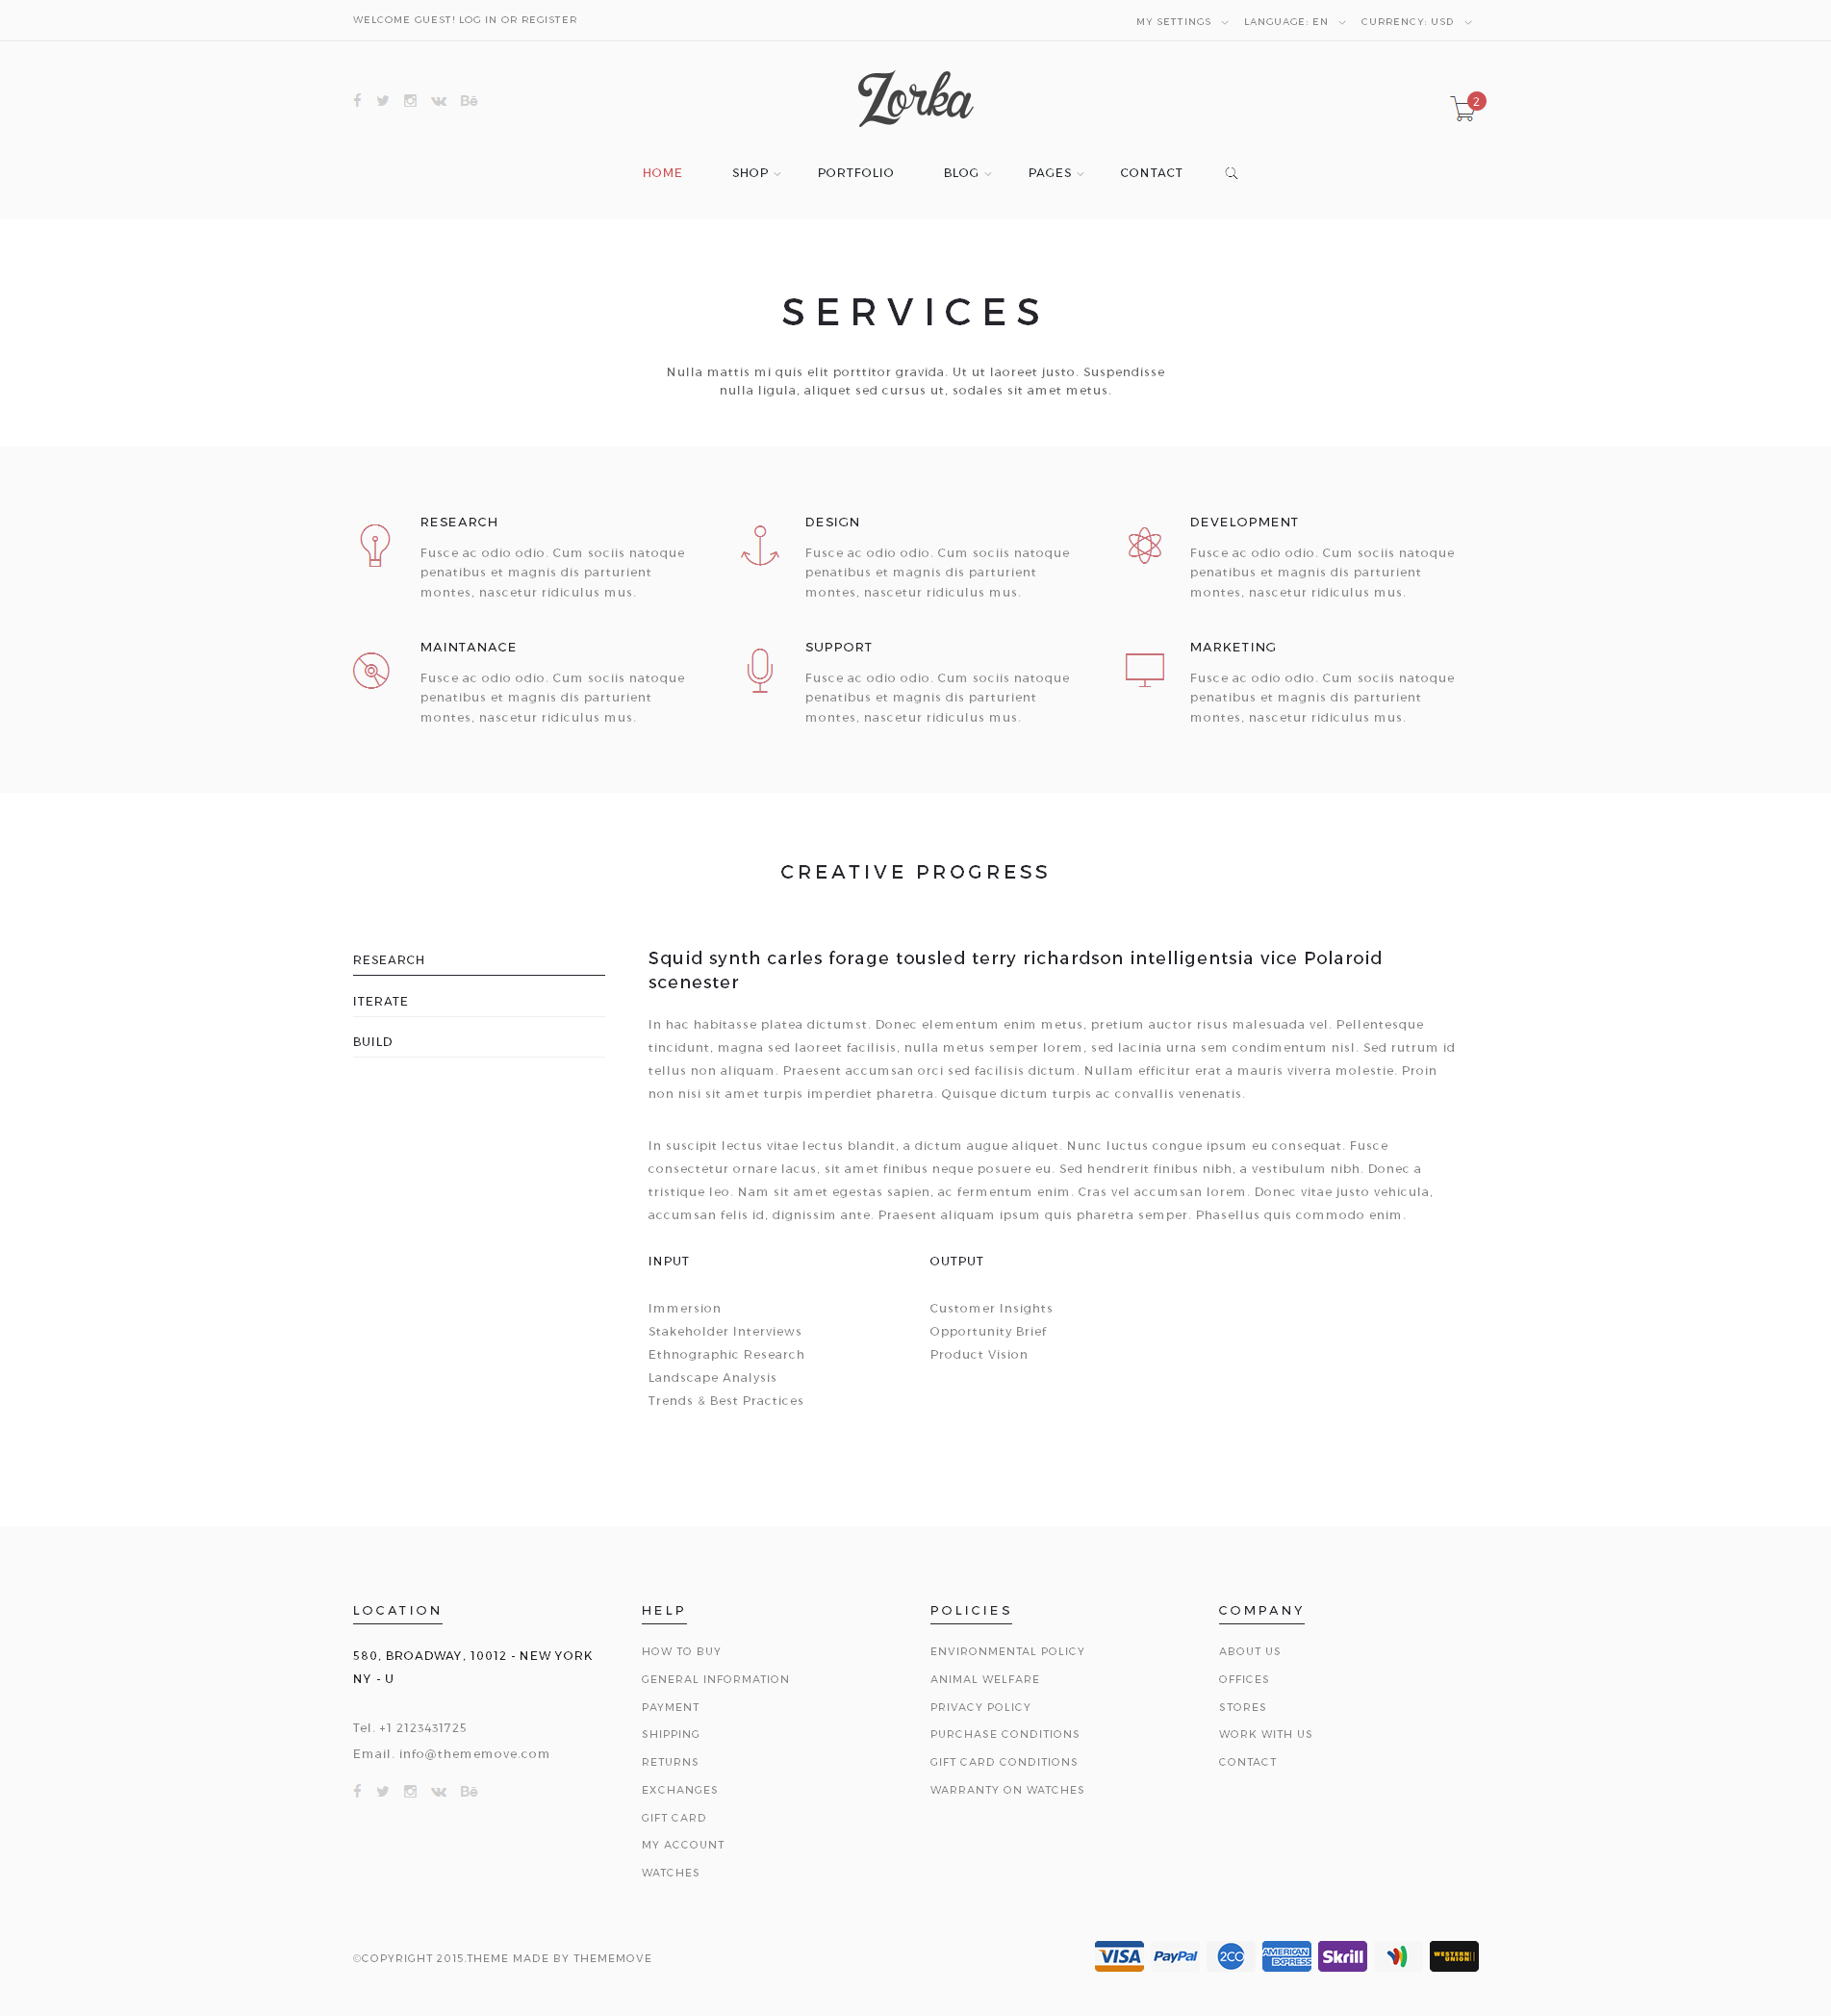 WELCOME GUEST! LOG IN OR REGISTER
MY SETTINGS LANGUAGE: EN CURRENCY: USD
Bē
Zorka
2
HOME SHOP PORTFOLIO BLOG PAGES CONTACT
SERVICES
Nulla mattis mi quis elit porttitor gravida. Ut ut laoreet justo. Suspendisse
nulla ligula, aliquet sed cursus ut, sodales sit amet metus.
RESEARCH
Fusce ac odio odio. Cum sociis natoque
penatibus et magnis dis parturient
montes, nascetur ridiculus mus.
DESIGN
Fusce ac odio odio. Cum sociis natoque
penatibus et magnis dis parturient
montes, nascetur ridiculus mus.
DEVELOPMENT
Fusce ac odio odio. Cum sociis natoque
penatibus et magnis dis parturient
montes, nascetur ridiculus mus.
MAINTANACE
Fusce ac odio odio. Cum sociis natoque
penatibus et magnis dis parturient
montes, nascetur ridiculus mus.
SUPPORT
Fusce ac odio odio. Cum sociis natoque
penatibus et magnis dis parturient
montes, nascetur ridiculus mus.
MARKETING
Fusce ac odio odio. Cum sociis natoque
penatibus et magnis dis parturient
montes, nascetur ridiculus mus.
CREATIVE PROGRESS
RESEARCH
ITERATE
BUILD
Squid synth carles forage tousled terry richardson intelligentsia vice Polaroid
scenester
In hac habitasse platea dictumst. Donec elementum enim metus, pretium auctor risus malesuada vel. Pellentesque
tincidunt, magna sed laoreet facilisis, nulla metus semper lorem, sed lacinia urna sem condimentum nisl. Sed rutrum id
tellus non aliquam. Praesent accumsan orci sed facilisis dictum. Nullam efficitur erat a mauris viverra molestie. Proin
non nisi sit amet turpis imperdiet pharetra. Quisque dictum turpis ac convallis venenatis.
In suscipit lectus vitae lectus blandit, a dictum augue aliquet. Nunc luctus congue ipsum eu consequat. Fusce
consectetur ornare lacus, sit amet finibus neque posuere eu. Sed hendrerit finibus nibh, a vestibulum nibh. Donec a
tristique leo. Nam sit amet egestas sapien, ac fermentum enim. Cras vel accumsan lorem. Donec vitae justo vehicula,
accumsan felis id, dignissim ante. Praesent aliquam ipsum quis pharetra semper. Phasellus quis commodo enim.
INPUT
Immersion
Stakeholder Interviews
Ethnographic Research
Landscape Analysis
Trends & Best Practices
OUTPUT
Customer Insights
Opportunity Brief
Product Vision
LOCATION
580, BROADWAY, 10012 - NEW YORK
NY - U
Tel. +1 2123431725
Email. info@thememove.com
Bē
HELP
HOW TO BUY
GENERAL INFORMATION
PAYMENT
SHIPPING
RETURNS
EXCHANGES
GIFT CARD
MY ACCOUNT
WATCHES
POLICIES
ENVIRONMENTAL POLICY
ANIMAL WELFARE
PRIVACY POLICY
PURCHASE CONDITIONS
GIFT CARD CONDITIONS
WARRANTY ON WATCHES
COMPANY
ABOUT US
OFFICES
STORES
WORK WITH US
CONTACT
©COPYRIGHT 2015.THEME MADE BY THEMEMOVE
VISA
PayPal
2CO
AMERICAN
EXPRESS
Skrill
WESTERN
UNION